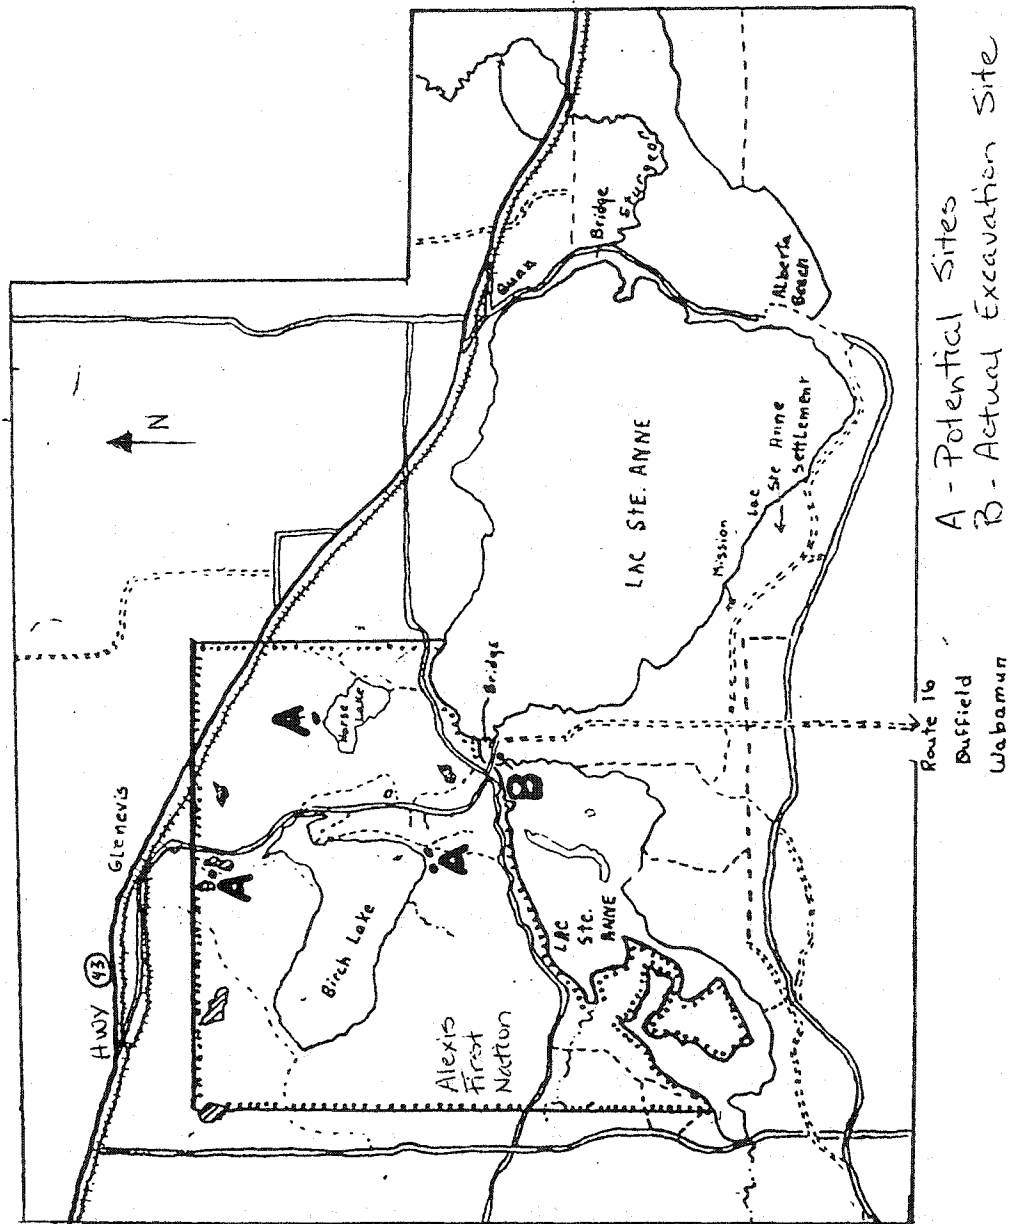 HWY 43
Glenevis
N
A
A
A
B
Horse
Lake
Birch Lake
Alexis
First
Nation
Bridge
LAC
Ste.
ANNE
LAC STE. ANNE
Mission
Lac
Ste Anne
Settlement
Bridge
Sturgeon
Alberta
Beach
Route 16
Duffield
Wabamun
A - Potential Sites
B - Actual Excavation Site